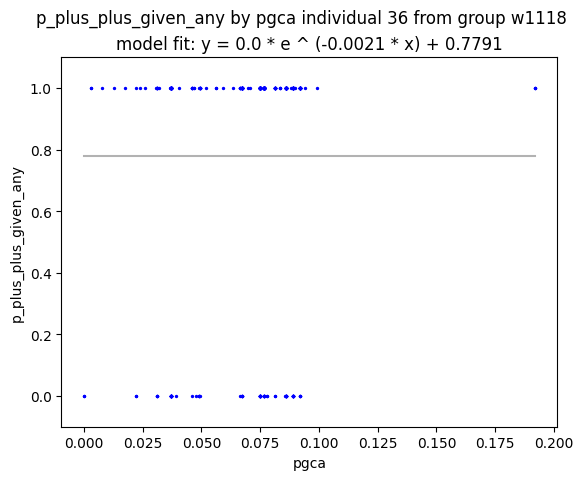 p_plus_plus_given_any by pgca individual 36 from group w1118
model fit: y = 0.0 * e ^ (-0.0021 * x) + 0.7791
p_plus_plus_given_any
1.0
0.8
0.6
0.4
0.2
0.0
0.000 0.025 0.050 0.075 0.100 0.125 0.150 0.175 0.200
pgca